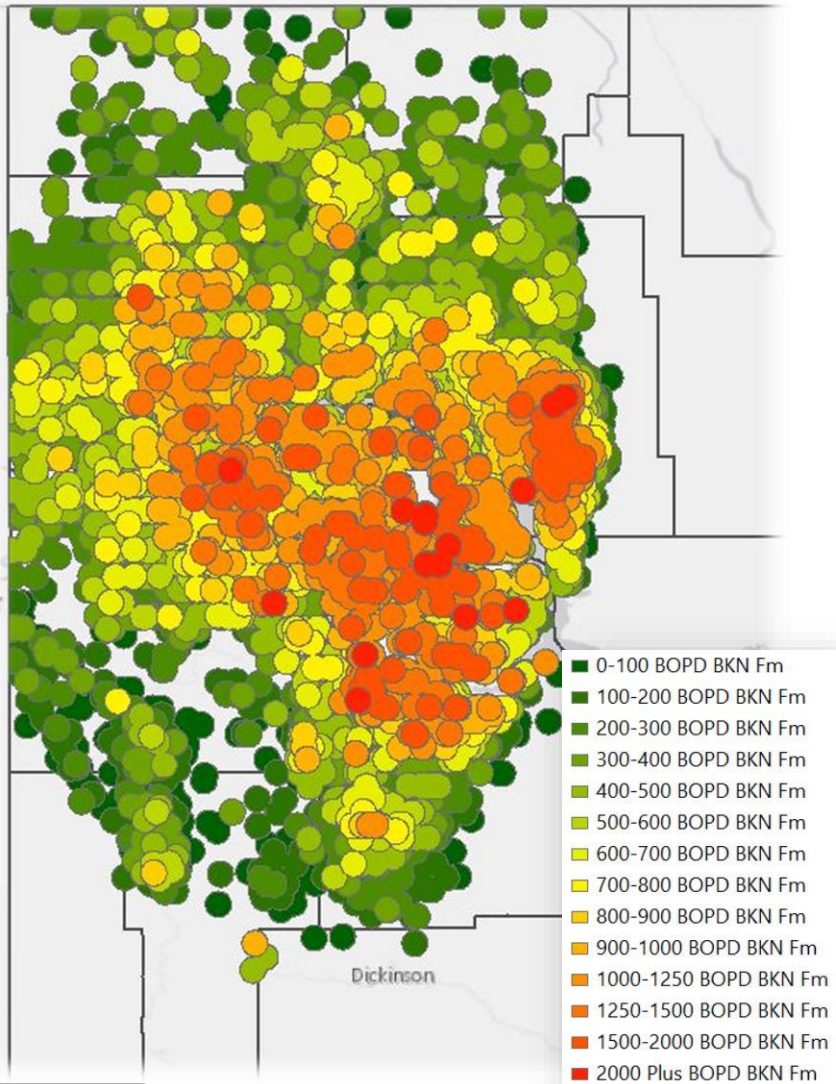 Dickinson
0-100 BOPD BKN Fm
100-200 BOPD BKN Fm
200-300 BOPD BKN Fm
300-400 BOPD BKN Fm
400-500 BOPD BKN Fm
500-600 BOPD BKN Fm
600-700 BOPD BKN Fm
700-800 BOPD BKN Fm
800-900 BOPD BKN Fm
900-1000 BOPD BKN Fm
1000-1250 BOPD BKN Fm
1250-1500 BOPD BKN Fm
1500-2000 BOPD BKN Fm
2000 Plus BOPD BKN Fm